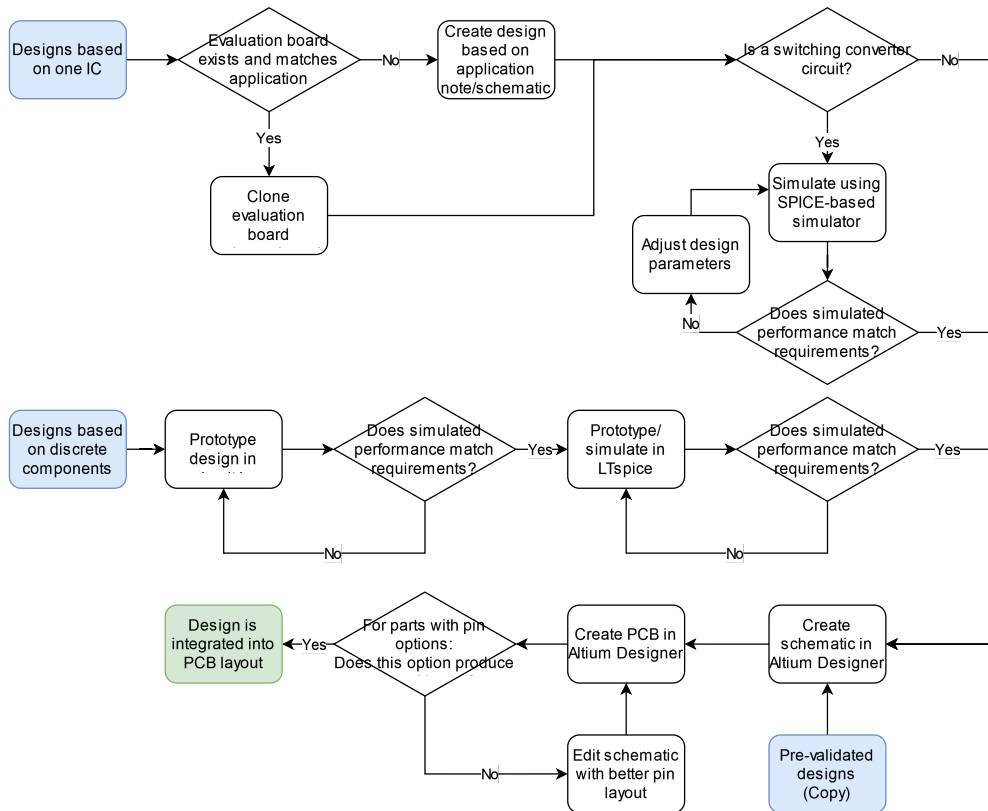 Designs based
on one IC
Evaluation board
exists and matches
application
No
Create design
based on
application
note/schematic
Is a switching converter
circuit?
No
Yes
Clone
evaluation
board
Yes
Simulate using
SPICE-based
simulator
Adjust design
parameters
No
Does simulated
performance match
requirements?
Yes
Designs based
on discrete
components
Prototype
design in
Does simulated
performance match
requirements?
Yes
Prototype/
simulate in
LTspice
Does simulated
performance match
requirements?
Yes
No
No
Design is
integrated into
PCB layout
Yes
For parts with pin
options:
Does this option produce
Create PCB in
Altium Designer
Create
schematic in
Altium Designer
No
Edit schematic
with better pin
layout
Pre-validated
designs
(Copy)